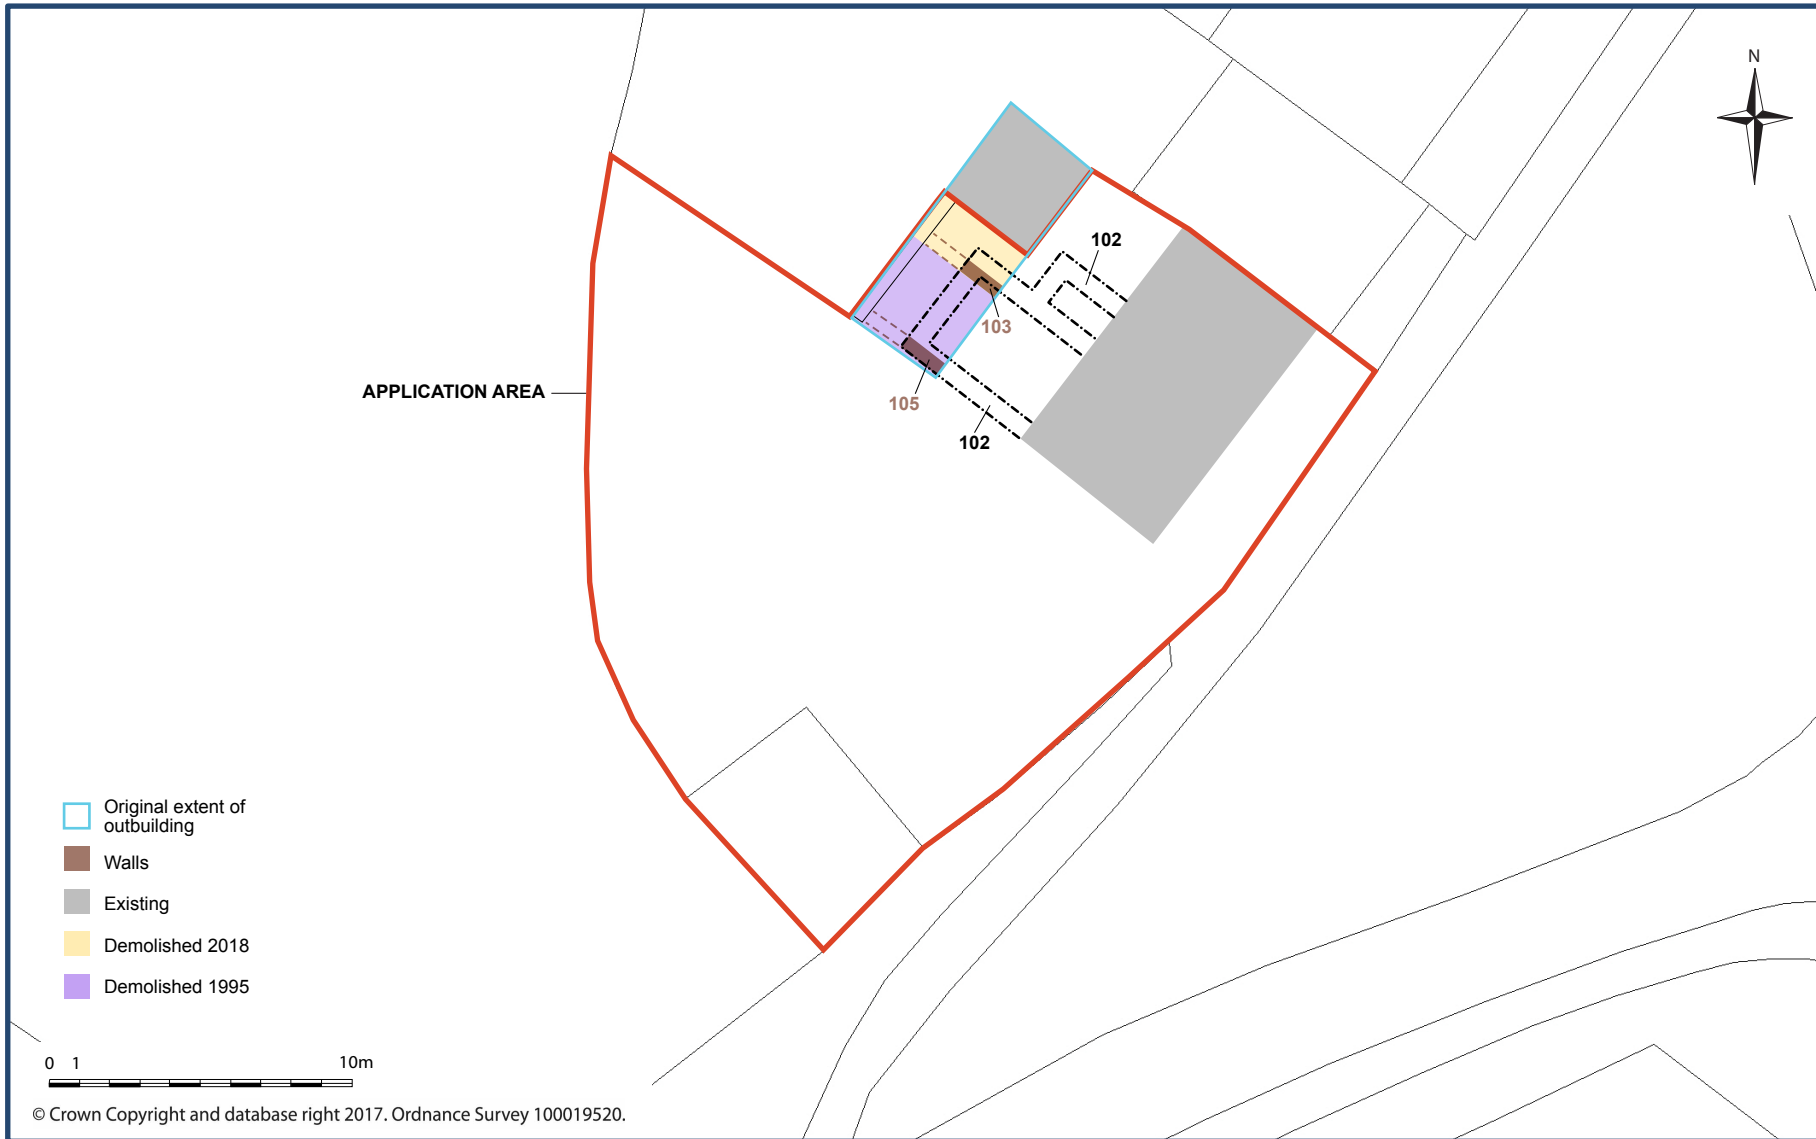 N
102
103
APPLICATION AREA
105
102
Original extent of
outbuilding
Walls
Existing
Demolished 2018
Demolished 1995
0 1 10m
© Crown Copyright and database right 2017. Ordnance Survey 100019520.